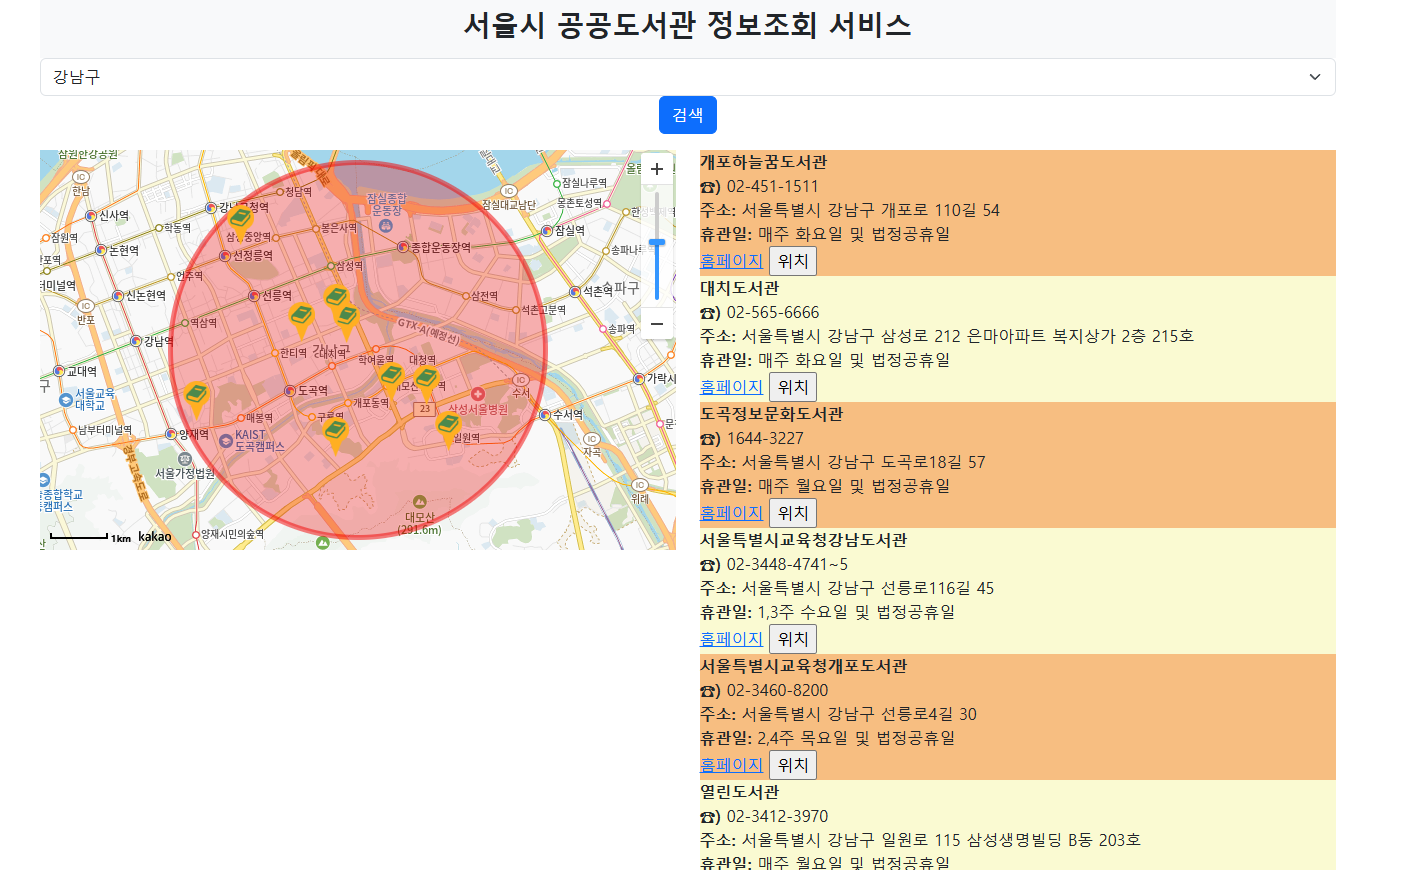 서울시 공공도서관 정보조회 서비스
강남구
검색
잠원한강공원
올림픽대로
IC
한남
청담역
잠실종합
운동장
IC
잠실대교남단
잠실나루역
몽촌토성역
신사역
학동역
봉은사역
잠원역
논현역
선정릉역
종합운동장역
잠실역
언주역
삼성역
신논현역
선릉역
삼전역
석촌역
송파구
IC
반포
역삼역
석촌고분역
GTX-A(예정선)
송파역
강남역
한티역
대치역
강남구
학여울역
대청역
교대역
도곡역
IC
수서
가락시
서울교육
대학교
개포동역
23
삼성서울병원
수서역
매봉역
구룡역
남부터미널역
양재역
KAIST
도곡캠퍼스
일원역
IC
자곡
경부고속도로
서울가정법원
IC
위례
대모산
(291.6m)
양재시민의숲역
1km
kakao
개포하늘꿈도서관
☎) 02-451-1511
주소: 서울특별시 강남구 개포로 110길 54
휴관일: 매주 화요일 및 법정공휴일
홈페이지 위치
대치도서관
☎) 02-565-6666
주소: 서울특별시 강남구 삼성로 212 은마아파트 복지상가 2층 215호
휴관일: 매주 화요일 및 법정공휴일
홈페이지 위치
도곡정보문화도서관
☎) 1644-3227
주소: 서울특별시 강남구 도곡로18길 57
휴관일: 매주 월요일 및 법정공휴일
홈페이지 위치
서울특별시교육청강남도서관
☎) 02-3448-4741~5
주소: 서울특별시 강남구 선릉로116길 45
휴관일: 1,3주 수요일 및 법정공휴일
홈페이지 위치
서울특별시교육청개포도서관
☎) 02-3460-8200
주소: 서울특별시 강남구 선릉로4길 30
휴관일: 2,4주 목요일 및 법정공휴일
홈페이지 위치
열린도서관
☎) 02-3412-3970
주소: 서울특별시 강남구 일원로 115 삼성생명빌딩 B동 203호
휴관일: 매주 월요일 및 법정공휴일